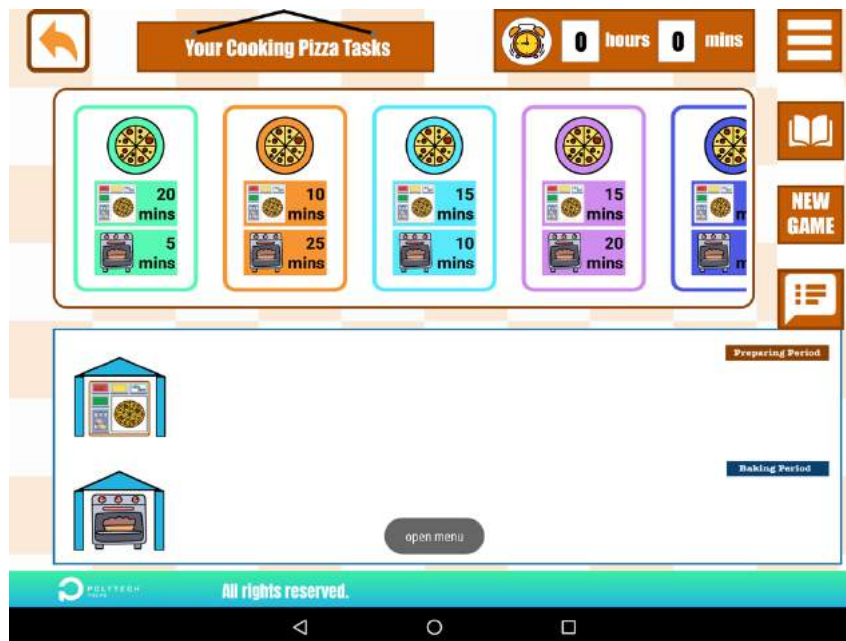 Your Cooking Pizza Tasks
0 hours 0 mins
20
mins
5
mins
10
mins
25
mins
15
mins
10
mins
15
mins
20
mins
m
m
NEW
GAME
Preparing Period
Baking Period
open menu
POLYTECH
All rights reserved.